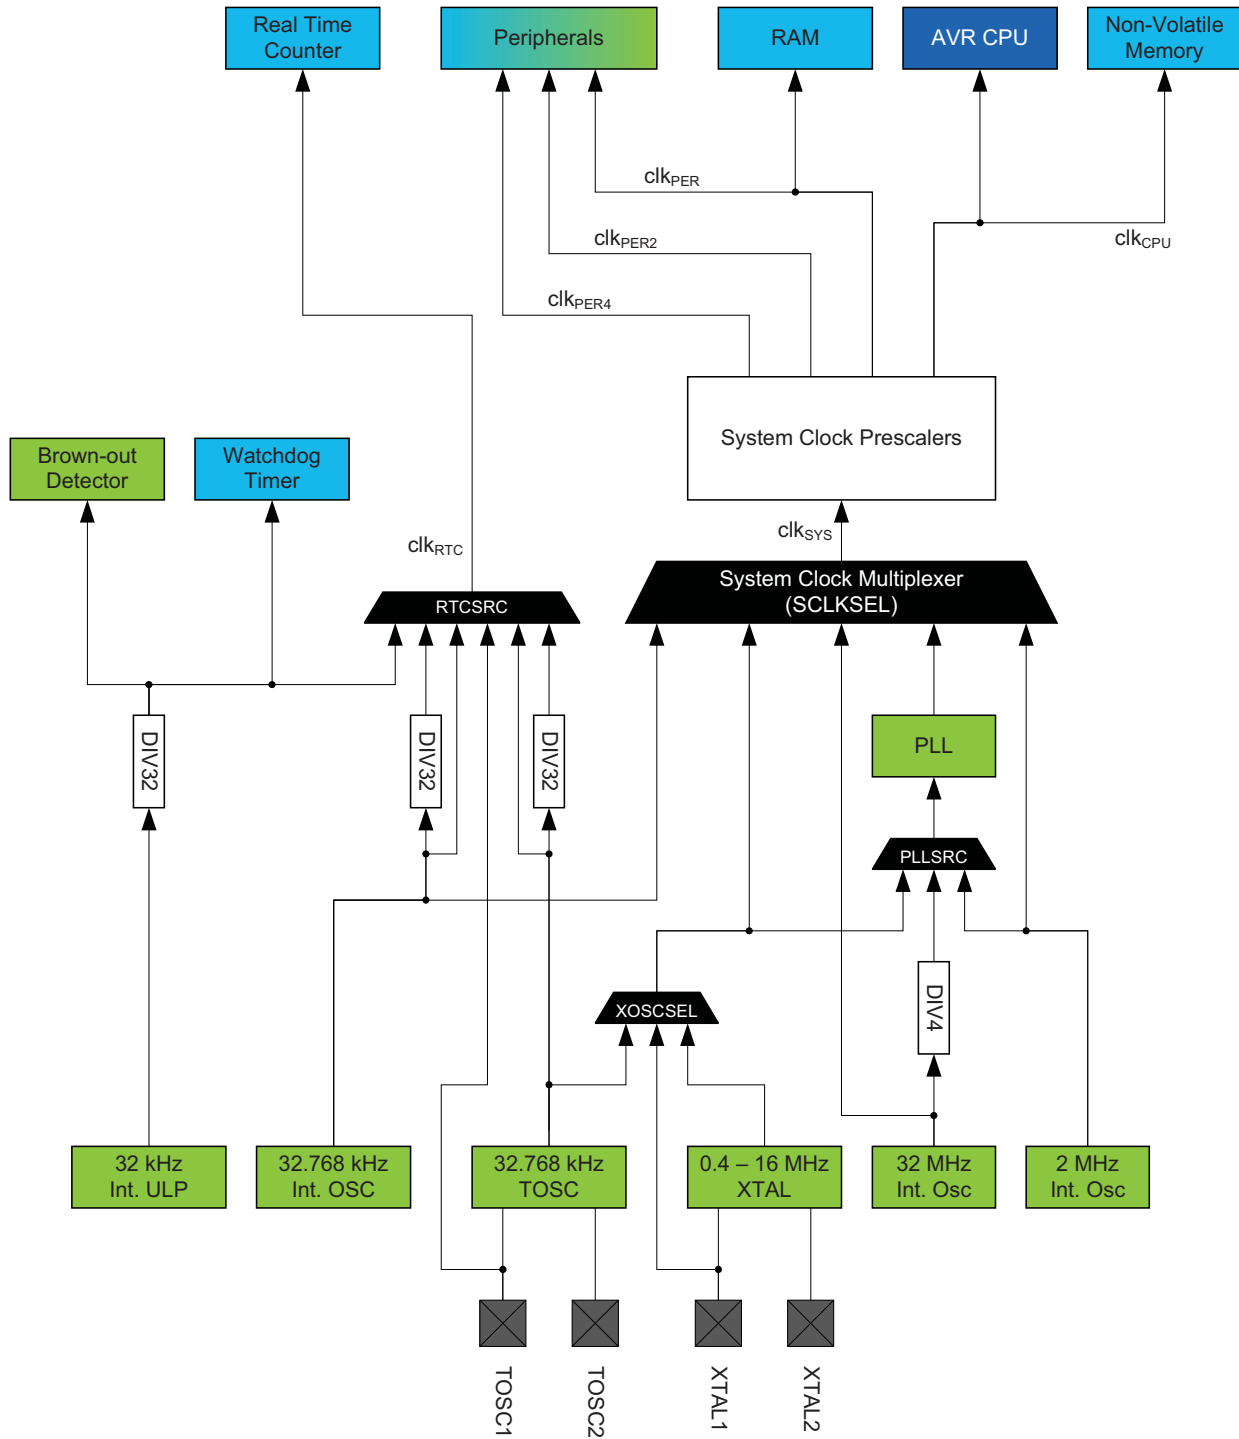 Real Time
Counter
Peripherals
RAM
AVR CPU
Non-Volatile
Memory
clkPER
clkPER2
clkCPU
clkPER4
System Clock Prescalers
Brown-out
Detector
Watchdog
Timer
clkRTC
clkSYS
System Clock Multiplexer
(SCLKSEL)
RTCSRC
DIV32
DIV32
DIV32
PLL
PLLSRC
DIV4
XOSCSEL
32 kHz
Int. ULP
32.768 kHz
Int. OSC
32.768 kHz
TOSC
0.4 – 16 MHz
XTAL
32 MHz
Int. Osc
2 MHz
Int. Osc
TOSC1
TOSC2
XTAL1
XTAL2